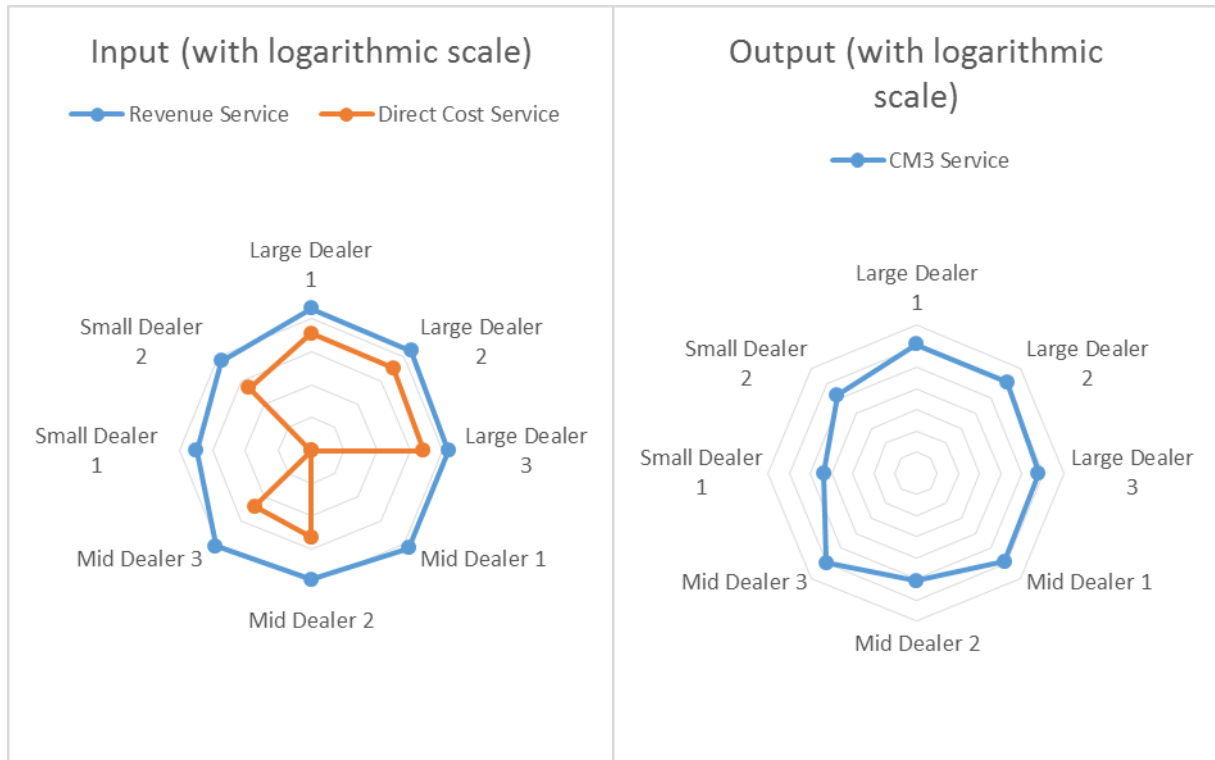 Input (with logarithmic scale)
Revenue Service
Direct Cost Service
Large Dealer
1
Large Dealer
2
Large Dealer
3
Mid Dealer 1
Mid Dealer 2
Mid Dealer 3
Small Dealer
1
Small Dealer
2
Output (with logarithmic
scale)
CM3 Service
Large Dealer
1
Large Dealer
2
Large Dealer
3
Mid Dealer 1
Mid Dealer 2
Mid Dealer 3
Small Dealer
1
Small Dealer
2